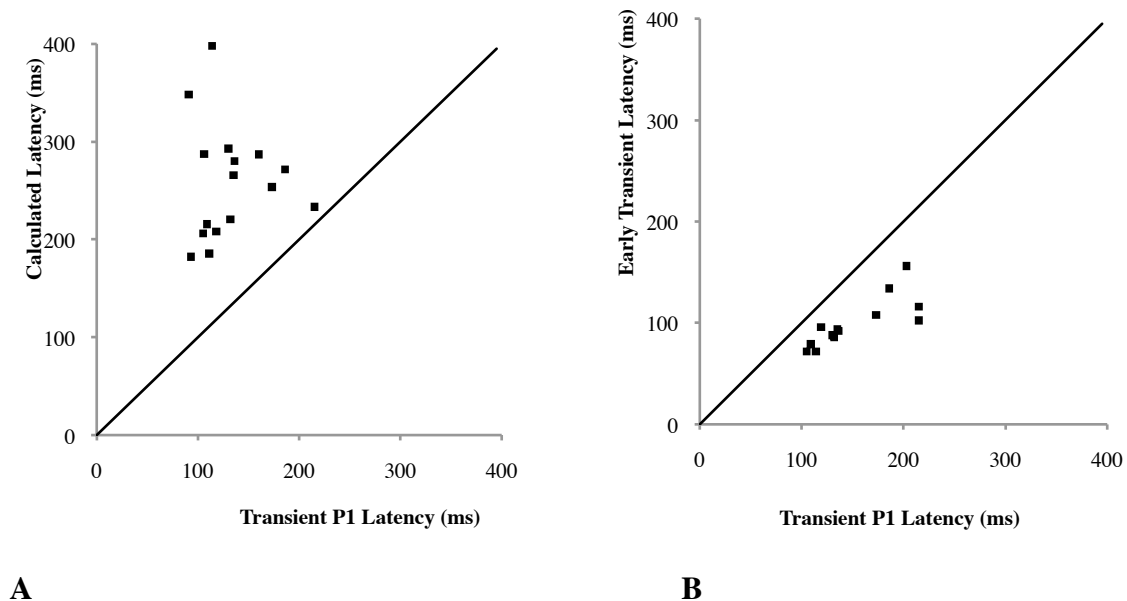 Calculated Latency (ms)
400
300
200
100
0
0 100 200 300 400
Transient P1 Latency (ms)
A
Early Transient Latency (ms)
400
300
200
100
0
0 100 200 300 400
Transient P1 Latency (ms)
B